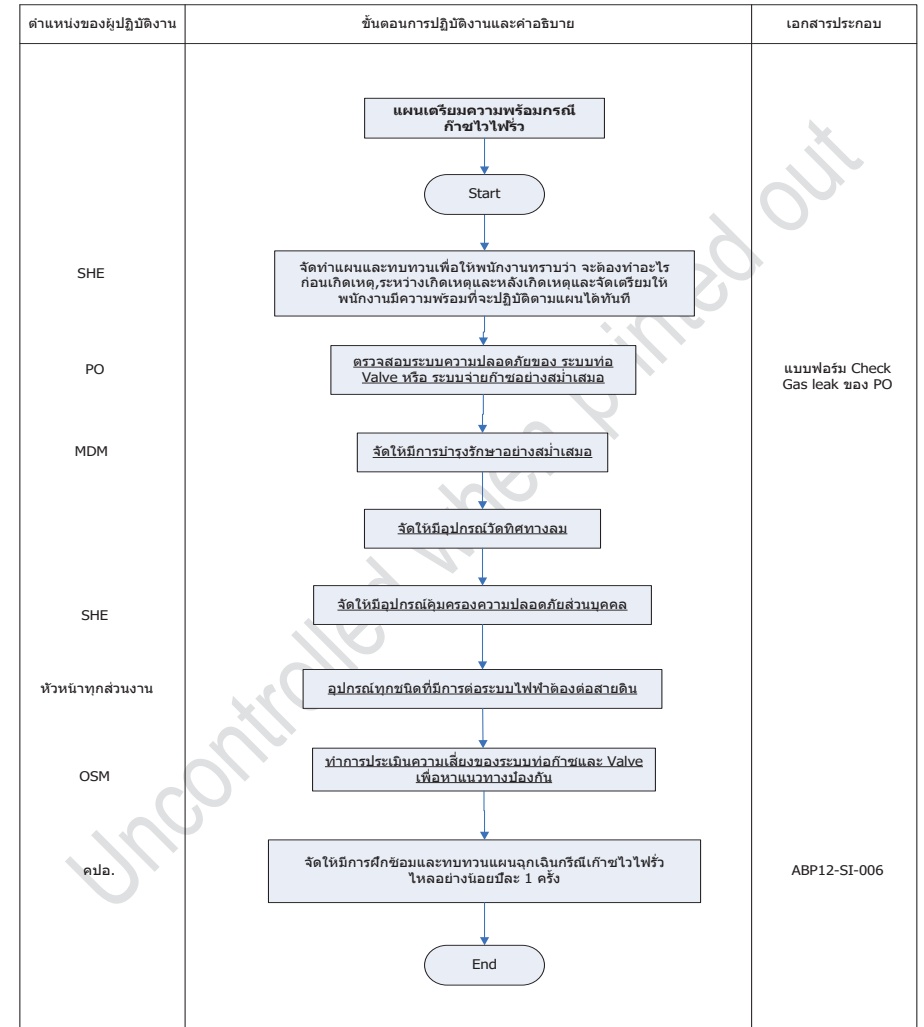 ตำแหน่งของผู้ปฏิบัติงาน
ขั้นตอนการปฏิบัติงานและคำอธิบาย
เอกสารประกอบ
แผนเตรียมความพร้อมกรณี
ก๊าซไวไฟรั่ว
Start
SHE
จัดทำแผนและทบทวนเพื่อให้พนักงานทราบว่า จะต้องทำอะไร
ก่อนเกิดเหตุ,ระหว่างเกิดเหตุและหลังเกิดเหตุและจัดเตรียมให้
พนักงานมีความพร้อมที่จะปฏิบัติตามแผนได้ทันที
PO
ตรวจสอบระบบความปลอดภัยของ ระบบท่อ
Valve หรือ ระบบจ่ายก๊าซอย่างสม่ำเสมอ
แบบฟอร์ม Check
Gas leak ของ PO
MDM
จัดให้มีการบำรุงรักษาอย่างสม่ำเสมอ
จัดให้มีอุปกรณ์วัดทิศทางลม
SHE
จัดให้มีอุปกรณ์คุ้มครองความปลอดภัยส่วนบุคคล
หัวหน้าทุกส่วนงาน
อุปกรณ์ทุกชนิดที่มีการต่อระบบไฟฟ้าต้องต่อสายดิน
OSM
ทำการประเมินความเสี่ยงของระบบท่อก๊าซและ Valve
เพื่อหาแนวทางป้องกัน
คปอ.
จัดให้มีการฝึกซ้อมและทบทวนแผนฉุกเฉินกรีณีเก๊าซไวไฟรั่ว
ไหลอย่างน้อยปีละ 1 ครั้ง
ABP12-SI-006
End
Uncontrolled when printed out